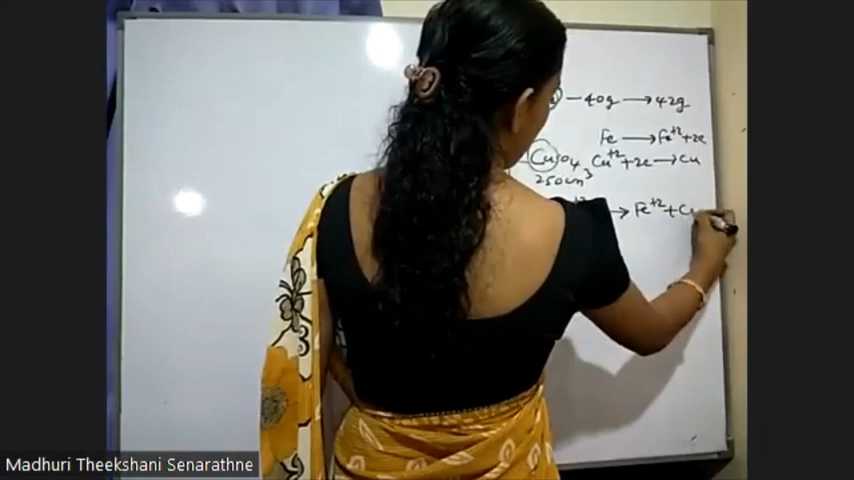 — 40g → 42g
Fe → Fe+2 + 2e
CuSO4 Cu+2 + 2e → Cu
250cm3
→ Fe+2 + Cu
Madhuri Theekshani Senarathne